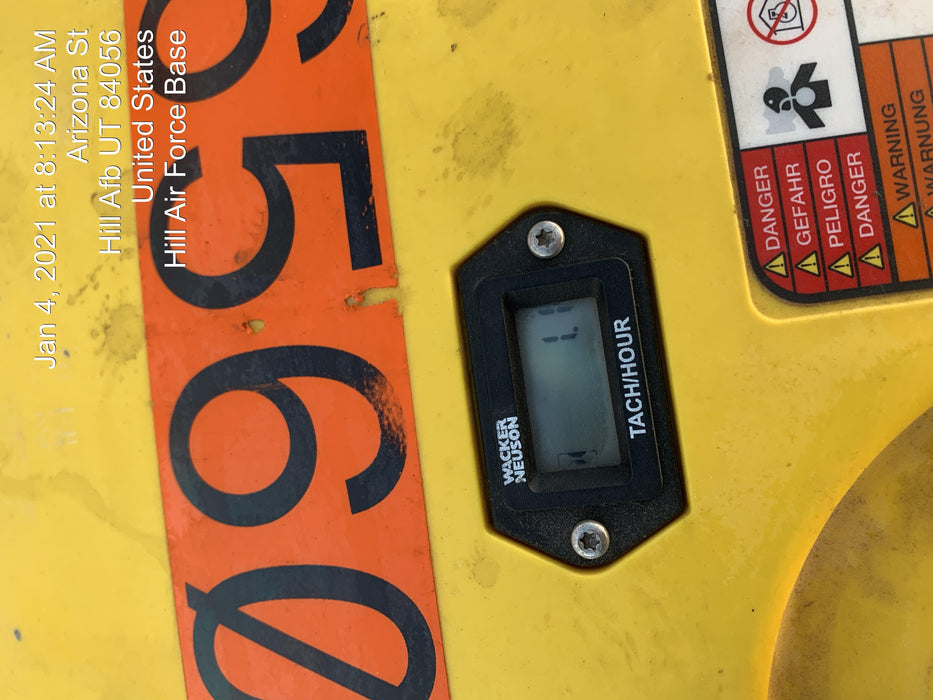 Jan 4, 2021 at 8:13:24 AM
Arizona St
Hill Afb UT 84056
United States
Hill Air Force Base
656Ø
WACKER
NEUSON
TACH/HOUR
DANGER
GEFAHR
PELIGRO
DANGER
WARNING
WARNUNG